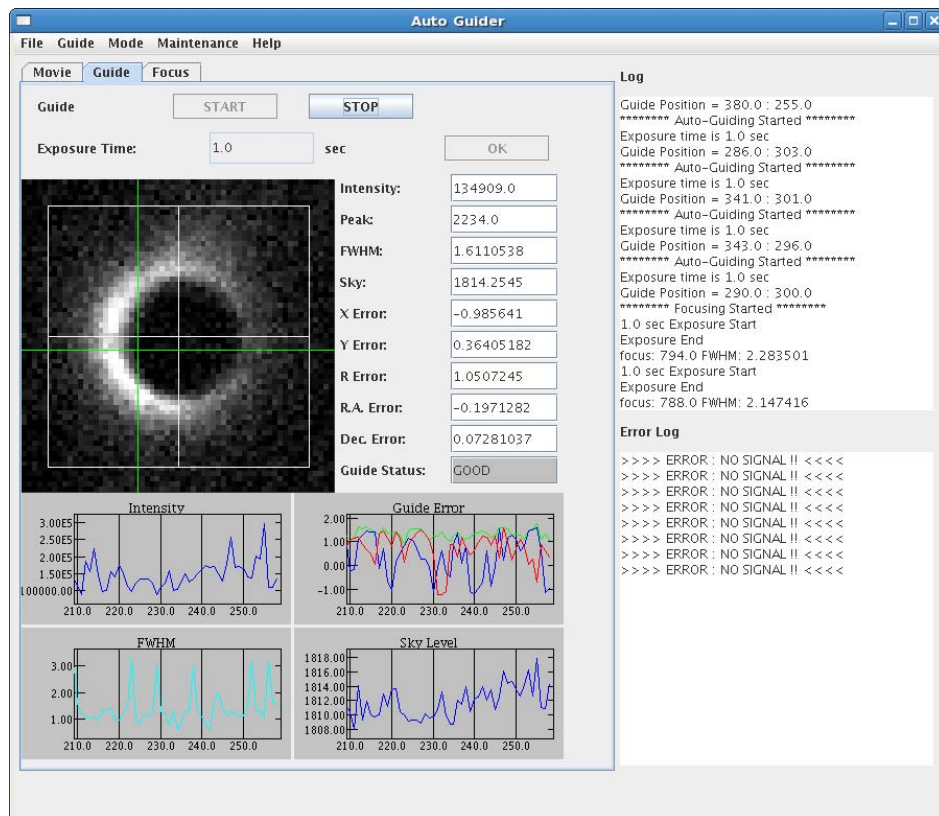 Auto Guider
File Guide Mode Maintenance Help
Movie Guide Focus
Guide START STOP
Exposure Time: 1.0 sec OK
Intensity: 134909.0
Peak: 2234.0
FWHM: 1.6110538
Sky: 1814.2545
X Error: -0.985641
Y Error: 0.36405182
R Error: 1.0507245
R.A. Error: -0.1971282
Dec. Error: 0.07281037
Guide Status: GOOD
Intensity
3.00E5
2.50E5
2.00E5
1.50E5
100000.00
210.0 220.0 230.0 240.0 250.0
Guide Error
2.00
1.00
0.00
-1.00
210.0 220.0 230.0 240.0 250.0
FWHM
3.00
2.00
1.00
210.0 220.0 230.0 240.0 250.0
Sky Level
1818.00
1816.00
1814.00
1812.00
1810.00
1808.00
210.0 220.0 230.0 240.0 250.0
Log
Guide Position = 380.0 : 255.0
******** Auto-Guiding Started ********
Exposure time is 1.0 sec
Guide Position = 286.0 : 303.0
******** Auto-Guiding Started ********
Exposure time is 1.0 sec
Guide Position = 341.0 : 301.0
******** Auto-Guiding Started ********
Exposure time is 1.0 sec
Guide Position = 343.0 : 296.0
******** Auto-Guiding Started ********
Exposure time is 1.0 sec
Guide Position = 290.0 : 300.0
******** Focusing Started ********
1.0 sec Exposure Start
Exposure End
focus: 794.0 FWHM: 2.283501
1.0 sec Exposure Start
Exposure End
focus: 788.0 FWHM: 2.147416
Error Log
>>>> ERROR : NO SIGNAL !! <<<<
>>>> ERROR : NO SIGNAL !! <<<<
>>>> ERROR : NO SIGNAL !! <<<<
>>>> ERROR : NO SIGNAL !! <<<<
>>>> ERROR : NO SIGNAL !! <<<<
>>>> ERROR : NO SIGNAL !! <<<<
>>>> ERROR : NO SIGNAL !! <<<<
>>>> ERROR : NO SIGNAL !! <<<<